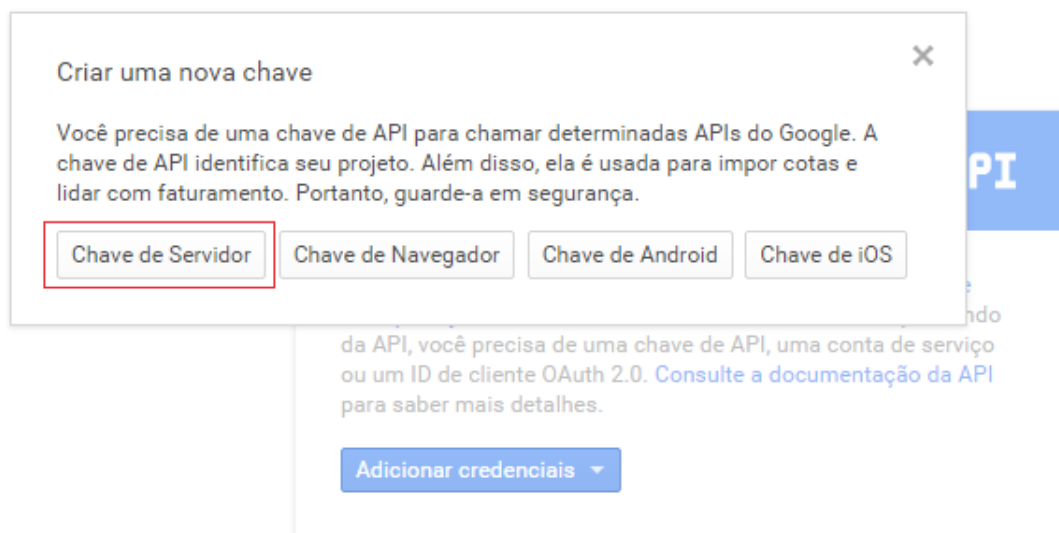 Criar uma nova chave
Você precisa de uma chave de API para chamar determinadas APIs do Google. A
chave de API identifica seu projeto. Além disso, ela é usada para impor cotas e
lidar com faturamento. Portanto, guarde-a em segurança.
Chave de Servidor Chave de Navegador Chave de Android Chave de iOS
PI
ndo
da API, você precisa de uma chave de API, uma conta de serviço
ou um ID de cliente OAuth 2.0. Consulte a documentação da API
para saber mais detalhes.
Adicionar credenciais